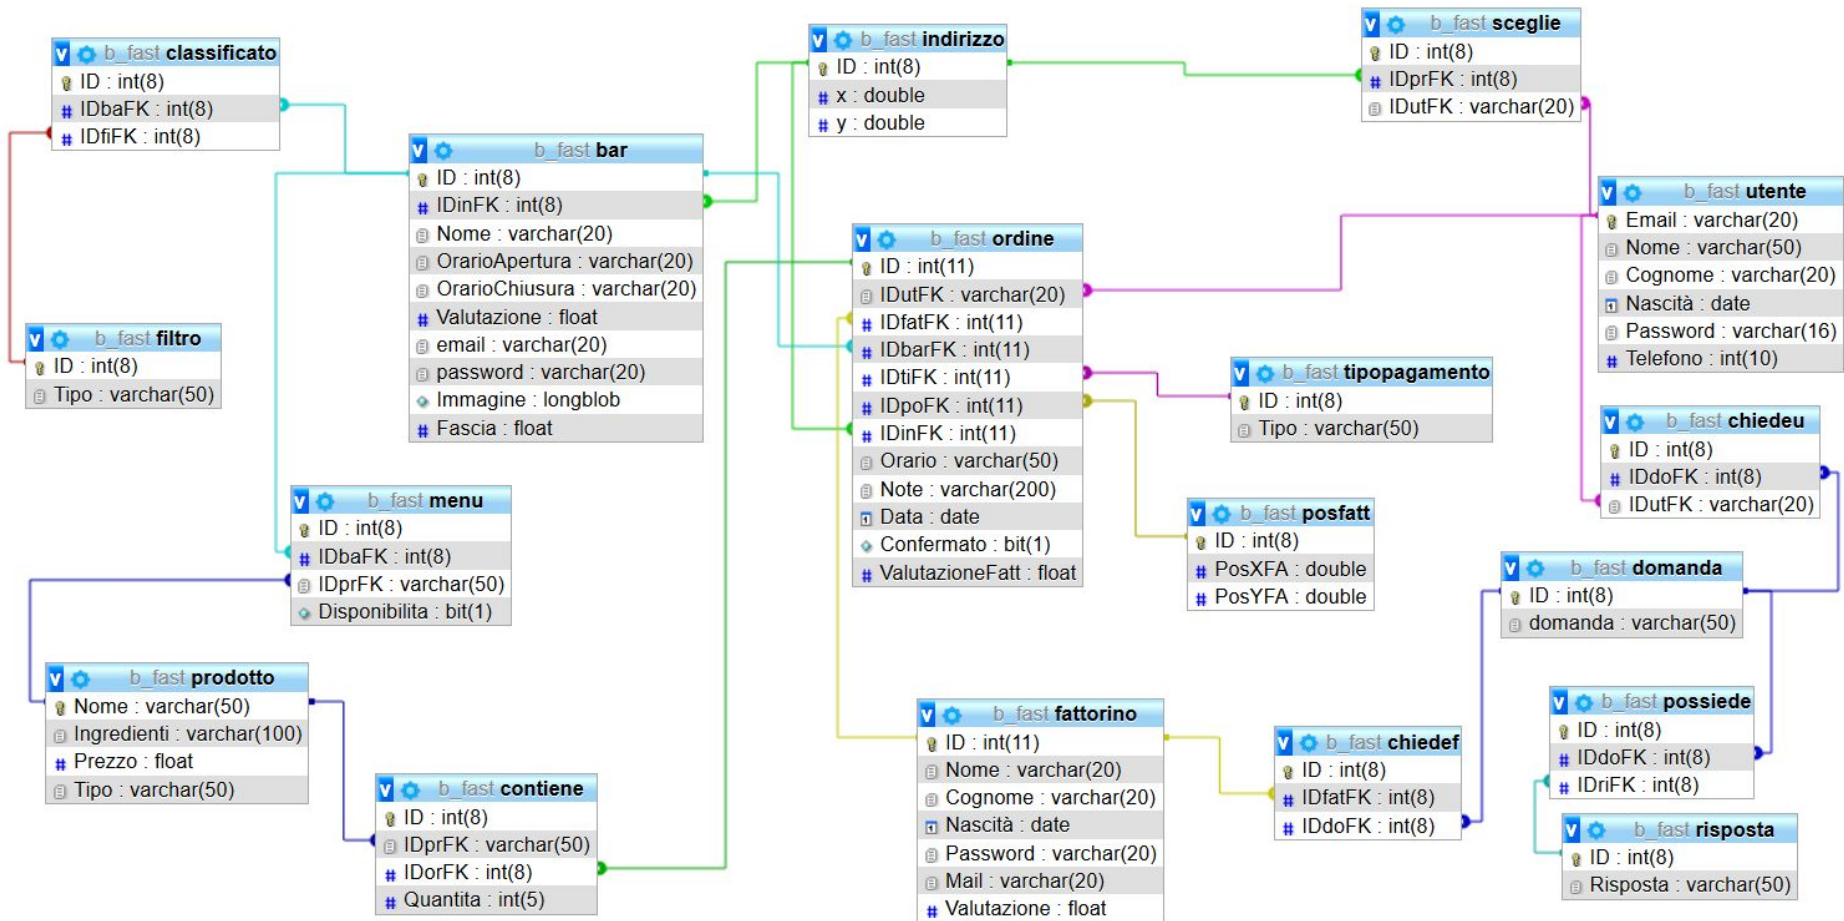 b_fast classificato
ID : int(8)
IDbaFK : int(8)
IDfiFK : int(8)
b_fast filtro
ID : int(8)
Tipo : varchar(50)
b_fast bar
ID : int(8)
IDinFK : int(8)
Nome : varchar(20)
OrarioApertura : varchar(20)
OrarioChiusura : varchar(20)
Valutazione : float
email : varchar(20)
password : varchar(20)
Immagine : longblob
Fascia : float
b_fast menu
ID : int(8)
IDbaFK : int(8)
IDprFK : varchar(50)
Disponibilita : bit(1)
b_fast prodotto
Nome : varchar(50)
Ingredienti : varchar(100)
Prezzo : float
Tipo : varchar(50)
b_fast contiene
ID : int(8)
IDprFK : varchar(50)
IDorFK : int(8)
Quantita : int(5)
b_fast indirizzo
ID : int(8)
x : double
y : double
b_fast ordine
ID : int(11)
IDutFK : varchar(20)
IDfatFK : int(11)
IDbarFK : int(11)
IDtiFK : int(11)
IDpoFK : int(11)
IDinFK : int(11)
Orario : varchar(50)
Note : varchar(200)
Data : date
Confermato : bit(1)
ValutazioneFatt : float
b_fast fattorino
ID : int(11)
Nome : varchar(20)
Cognome : varchar(20)
Nascità : date
Password : varchar(20)
Mail : varchar(20)
Valutazione : float
b_fast sceglie
ID : int(8)
IDprFK : int(8)
IDutFK : varchar(20)
b_fast utente
Email : varchar(20)
Nome : varchar(50)
Cognome : varchar(20)
Nascità : date
Password : varchar(16)
Telefono : int(10)
b_fast tipopagamento
ID : int(8)
Tipo : varchar(50)
b_fast chiedeu
ID : int(8)
IDdoFK : int(8)
IDutFK : varchar(20)
b_fast posfatt
ID : int(8)
PosXFA : double
PosYFA : double
b_fast domanda
ID : int(8)
domanda : varchar(50)
b_fast chiedef
ID : int(8)
IDfatFK : int(8)
IDdoFK : int(8)
b_fast possiede
ID : int(8)
IDdoFK : int(8)
IDriFK : int(8)
b_fast risposta
ID : int(8)
Risposta : varchar(50)